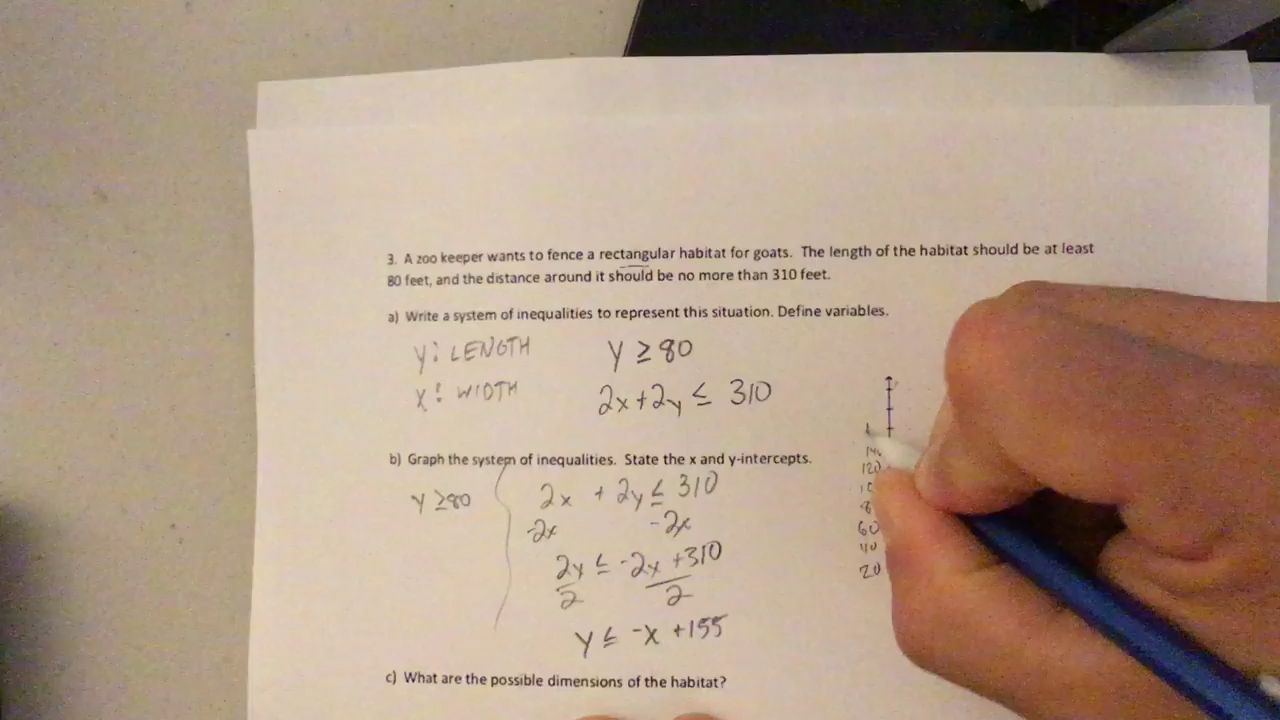 3. A zoo keeper wants to fence a rectangular habitat for goats. The length of the habitat should be at least
80 feet, and the distance around it should be no more than 310 feet.
a) Write a system of inequalities to represent this situation. Define variables.
y: LENGTH y ≥ 80
x: WIDTH 2x+2y ≤ 310
b) Graph the system of inequalities. State the x and y-intercepts.
y ≥80 2x + 2y ≤ 310
-2x -2x
2y ≤ -2x +310
2 2
y ≤ -x +155
120
60
40
20
c) What are the possible dimensions of the habitat?